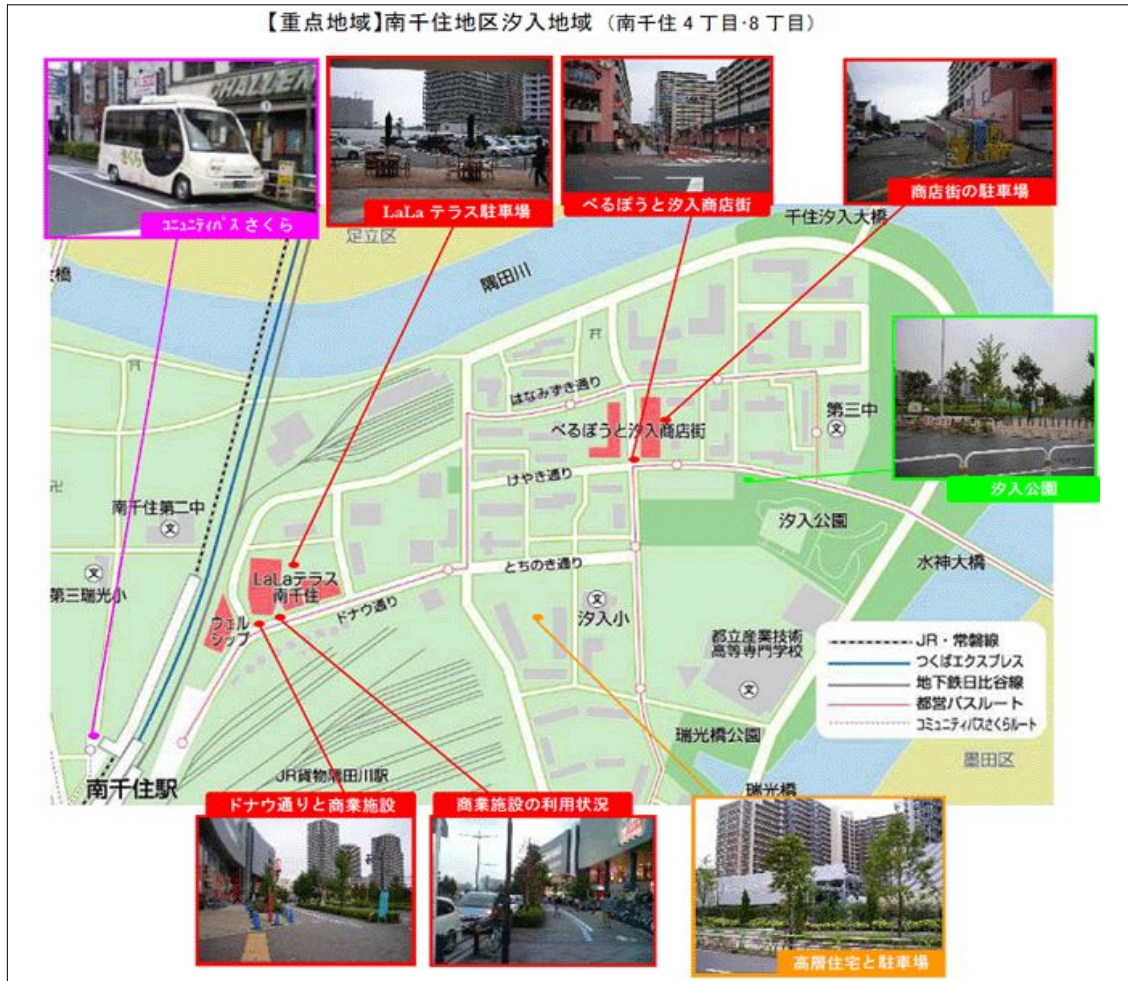 【重点地域】南千住地区汐入地域（南千住４丁目･８丁目）
CHALLEN
さくら
コミュニティバス さくら
LaLa テラス駐車場
べるぽうと汐入商店街
商店街の駐車場
足立区
千住汐入大橋
隅田川
はなみずき通り
べるぽうと汐入商店街
第三中
文
けやき通り
汐入公園
南千住第二中
文
汐入公園
水神大橋
とちのき通り
LaLaテラス
南千住
文
第三瑞光小
ウェル
シップ
ドナウ通り
文
汐入小
都立産業技術
高等専門学校
文
JR・常磐線
つくばエクスプレス
地下鉄日比谷線
都営バスルート
コミュニティバスさくらルート
瑞光橋公園
墨田区
南千住駅
JR貨物隅田川駅
瑞光橋
ドナウ通りと商業施設
商業施設の利用状況
高層住宅と駐車場